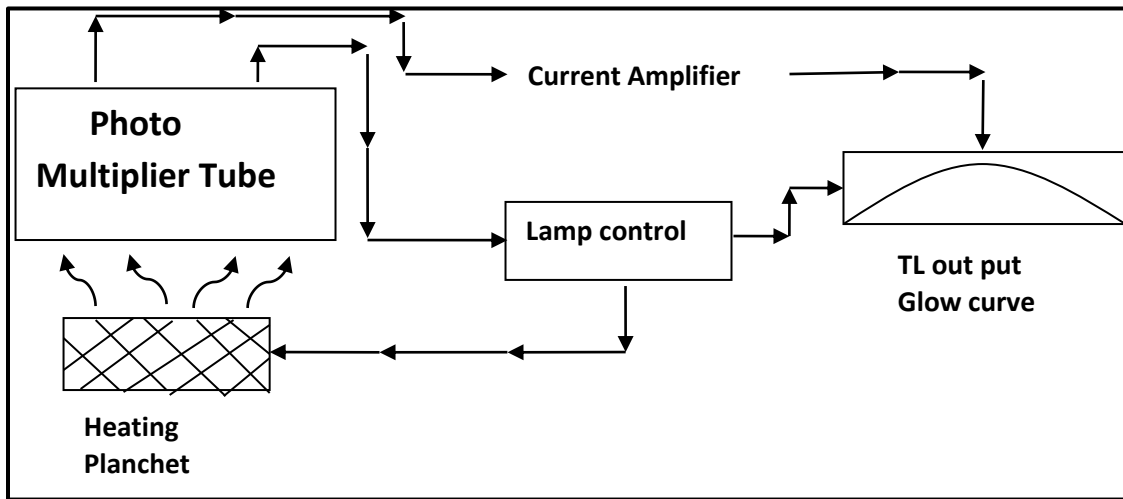 Photo
Multiplier Tube
Current Amplifier
Lamp control
TL out put
Glow curve
Heating
Planchet